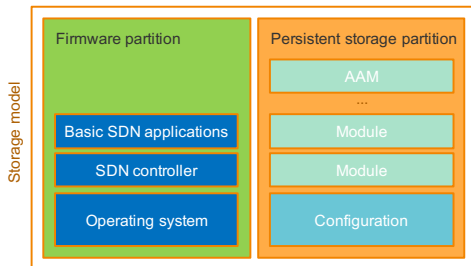 Storage model
Firmware partition
Basic SDN applications
SDN controller
Operating system
Persistent storage partition
AAM
...
Module
Module
Configuration